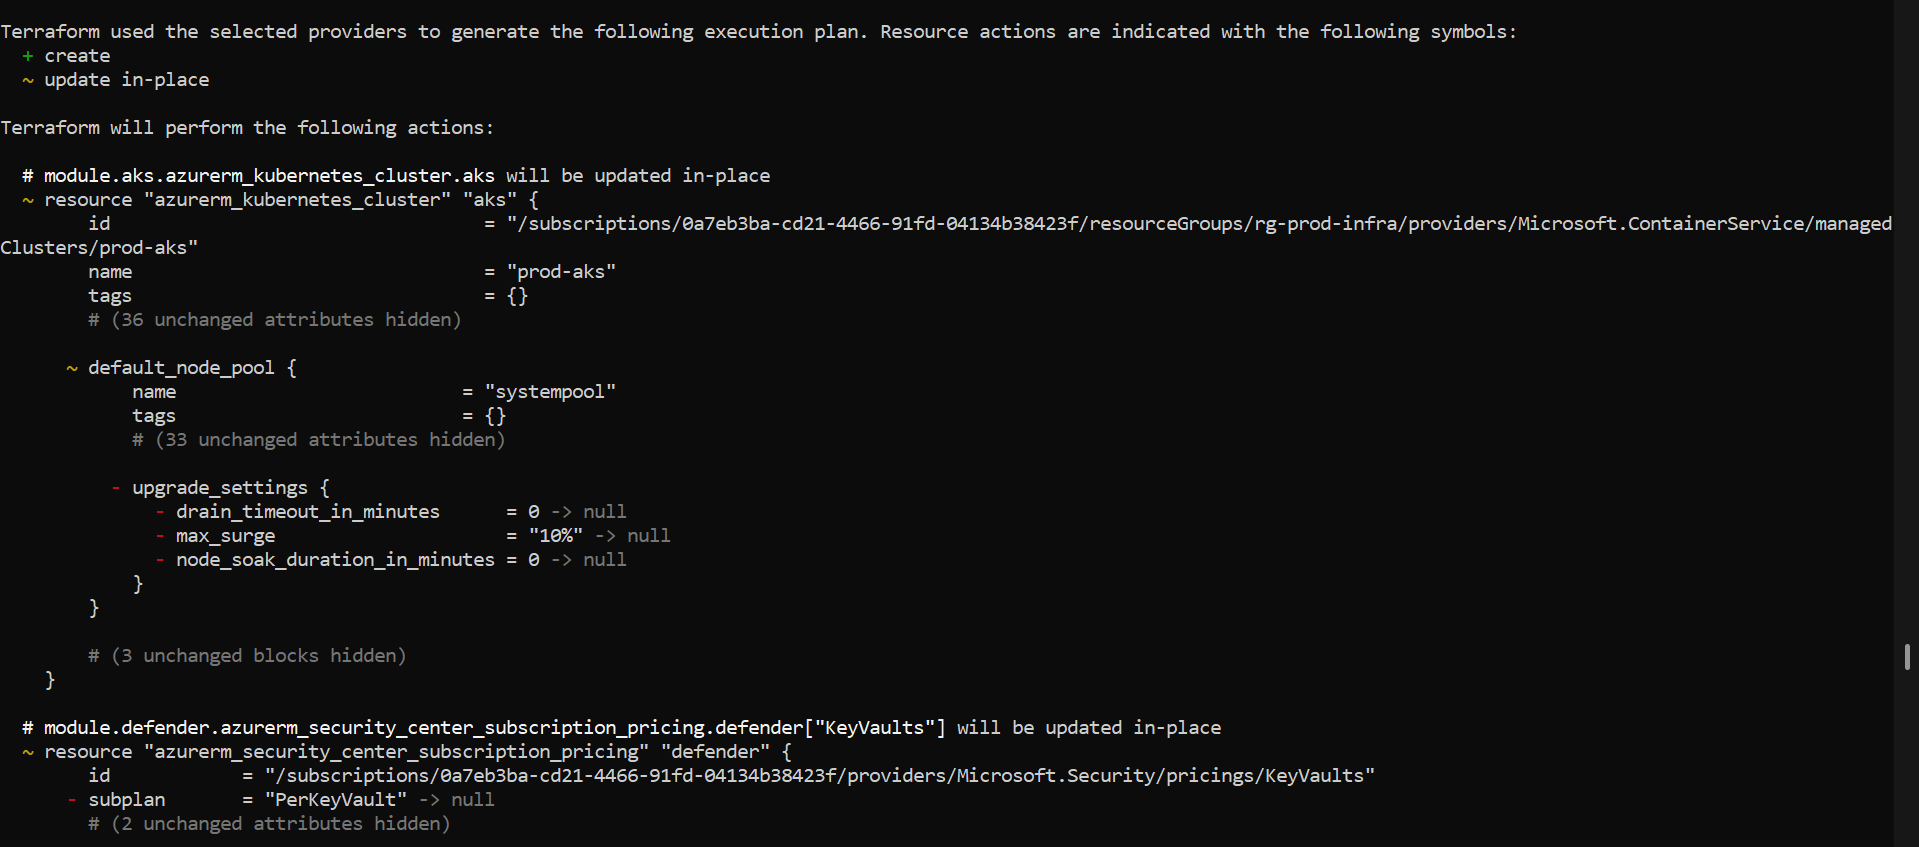 Terraform used the selected providers to generate the following execution plan. Resource actions are indicated with the following symbols:
  + create
  ~ update in-place

Terraform will perform the following actions:

  # module.aks.azurerm_kubernetes_cluster.aks will be updated in-place
  ~ resource "azurerm_kubernetes_cluster" "aks" {
        id                                  = "/subscriptions/0a7eb3ba-cd21-4466-91fd-04134b38423f/resourceGroups/rg-prod-infra/providers/Microsoft.ContainerService/managed
Clusters/prod-aks"
        name                                = "prod-aks"
        tags                                = {}
        # (36 unchanged attributes hidden)

      ~ default_node_pool {
            name                          = "systempool"
            tags                          = {}
            # (33 unchanged attributes hidden)

          - upgrade_settings {
              - drain_timeout_in_minutes      = 0 -> null
              - max_surge                     = "10%" -> null
              - node_soak_duration_in_minutes = 0 -> null
            }
        }

        # (3 unchanged blocks hidden)
    }

  # module.defender.azurerm_security_center_subscription_pricing.defender["KeyVaults"] will be updated in-place
  ~ resource "azurerm_security_center_subscription_pricing" "defender" {
        id            = "/subscriptions/0a7eb3ba-cd21-4466-91fd-04134b38423f/providers/Microsoft.Security/pricings/KeyVaults"
      - subplan       = "PerKeyVault" -> null
        # (2 unchanged attributes hidden)